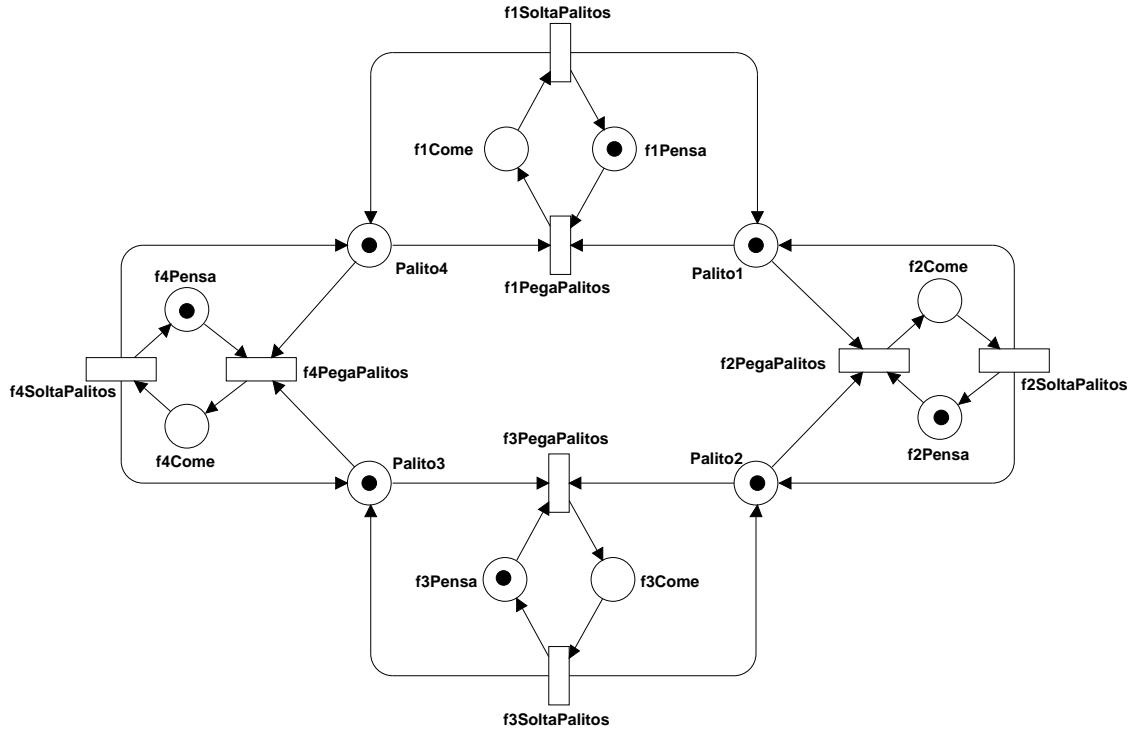 f1SoltaPalitos
f1Come
f1Pensa
Palito4
Palito1
f1PegaPalitos
f4Pensa
f2Come
f4SoltaPalitos
f4PegaPalitos
f2PegaPalitos
f2SoltaPalitos
f4Come
f2Pensa
Palito3
f3PegaPalitos
Palito2
f3Pensa
f3Come
f3SoltaPalitos